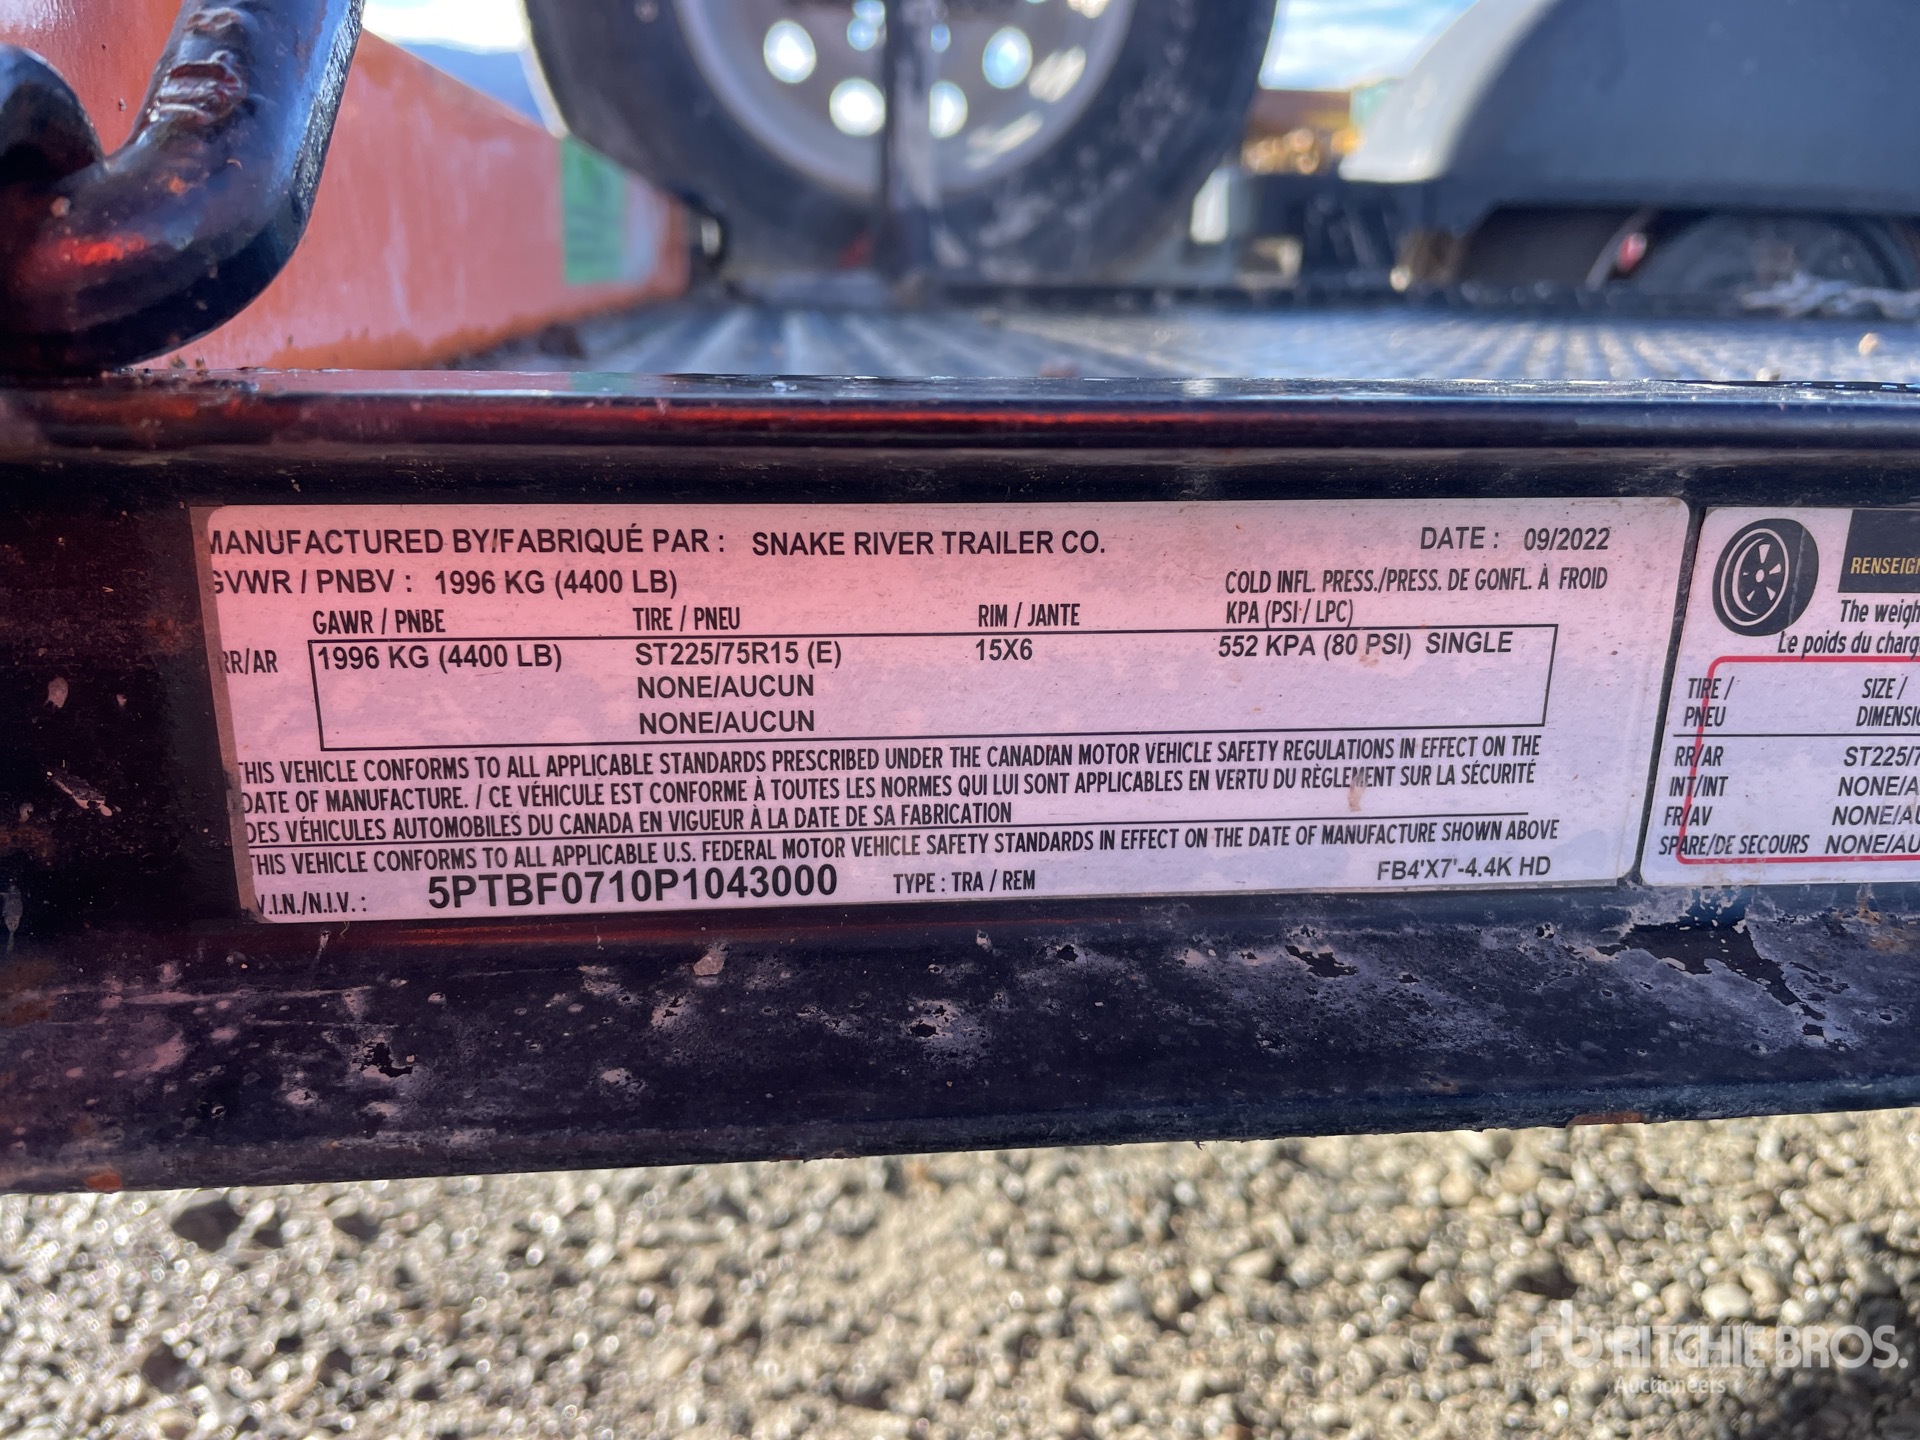 MANUFACTURED BY/FABRIQUÉ PAR : SNAKE RIVER TRAILER CO. DATE : 09/2022
GVWR / PNBV : 1996 KG (4400 LB) COLD INFL. PRESS./PRESS. DE GONFL. À FROID
GAWR / PNBE TIRE / PNEU RIM / JANTE KPA (PSI / LPC)
RR/AR 1996 KG (4400 LB) ST225/75R15 (E) 15X6 552 KPA (80 PSI) SINGLE
NONE/AUCUN
NONE/AUCUN
THIS VEHICLE CONFORMS TO ALL APPLICABLE STANDARDS PRESCRIBED UNDER THE CANADIAN MOTOR VEHICLE SAFETY REGULATIONS IN EFFECT ON THE
DATE OF MANUFACTURE. / CE VÉHICULE EST CONFORME À TOUTES LES NORMES QUI LUI SONT APPLICABLES EN VERTU DU RÈGLEMENT SUR LA SÉCURITÉ
DES VÉHICULES AUTOMOBILES DU CANADA EN VIGUEUR À LA DATE DE SA FABRICATION
THIS VEHICLE CONFORMS TO ALL APPLICABLE U.S. FEDERAL MOTOR VEHICLE SAFETY STANDARDS IN EFFECT ON THE DATE OF MANUFACTURE SHOWN ABOVE
V.I.N./N.I.V. : 5PTBF0710P1043000 TYPE : TRA / REM FB4'X7'-4.4K HD
RENSEIGN
The weigh
Le poids du charg
TIRE / SIZE /
PNEU DIMENSIO
RR/AR ST225/7
INT/INT NONE/A
FR/AV NONE/AU
SPARE/DE SECOURS NONE/AU
rb RITCHIE BROS.
Auctioneers